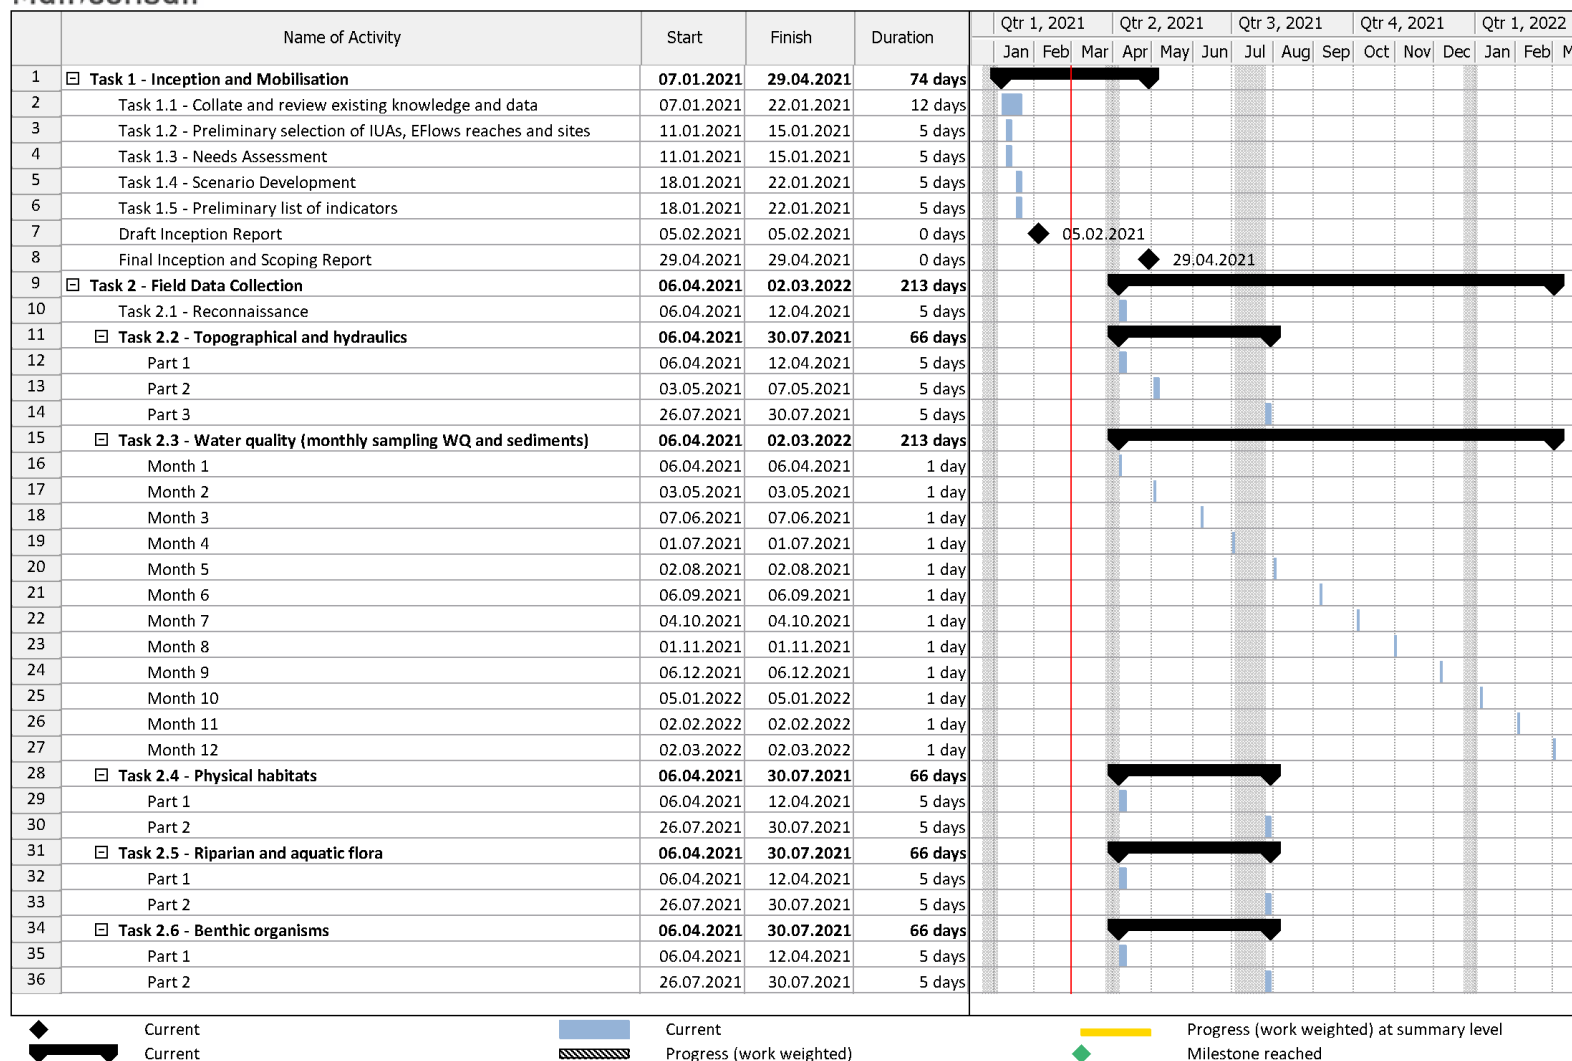 Qtr 1, 2021 Qtr 2, 2021 Qtr 3, 2021 Qtr 4, 2021 Qtr 1, 2022
Name of Activity Start Finish Duration
Jan Feb Mar Apr May Jun Jul Aug Sep Oct Nov Dec Jan Feb M
1 Task 1 - Inception and Mobilisation 07.01.2021 29.04.2021 74 days
2 Task 1.1 - Collate and review existing knowledge and data 07.01.2021 22.01.2021 12 days
3 Task 1.2 - Preliminary selection of IUAs, EFlows reaches and sites 11.01.2021 15.01.2021 5 days
4 Task 1.3 - Needs Assessment 11.01.2021 15.01.2021 5 days
5 Task 1.4 - Scenario Development 18.01.2021 22.01.2021 5 days
6 Task 1.5 - Preliminary list of indicators 18.01.2021 22.01.2021 5 days
7 Draft Inception Report 05.02.2021 05.02.2021 0 days 05.02.2021
8 Final Inception and Scoping Report 29.04.2021 29.04.2021 0 days 29.04.2021
9 Task 2 - Field Data Collection 06.04.2021 02.03.2022 213 days
10 Task 2.1 - Reconnaissance 06.04.2021 12.04.2021 5 days
11 Task 2.2 - Topographical and hydraulics 06.04.2021 30.07.2021 66 days
12 Part 1 06.04.2021 12.04.2021 5 days
13 Part 2 03.05.2021 07.05.2021 5 days
14 Part 3 26.07.2021 30.07.2021 5 days
15 Task 2.3 - Water quality (monthly sampling WQ and sediments) 06.04.2021 02.03.2022 213 days
16 Month 1 06.04.2021 06.04.2021 1 day
17 Month 2 03.05.2021 03.05.2021 1 day
18 Month 3 07.06.2021 07.06.2021 1 day
19 Month 4 01.07.2021 01.07.2021 1 day
20 Month 5 02.08.2021 02.08.2021 1 day
21 Month 6 06.09.2021 06.09.2021 1 day
22 Month 7 04.10.2021 04.10.2021 1 day
23 Month 8 01.11.2021 01.11.2021 1 day
24 Month 9 06.12.2021 06.12.2021 1 day
25 Month 10 05.01.2022 05.01.2022 1 day
26 Month 11 02.02.2022 02.02.2022 1 day
27 Month 12 02.03.2022 02.03.2022 1 day
28 Task 2.4 - Physical habitats 06.04.2021 30.07.2021 66 days
29 Part 1 06.04.2021 12.04.2021 5 days
30 Part 2 26.07.2021 30.07.2021 5 days
31 Task 2.5 - Riparian and aquatic flora 06.04.2021 30.07.2021 66 days
32 Part 1 06.04.2021 12.04.2021 5 days
33 Part 2 26.07.2021 30.07.2021 5 days
34 Task 2.6 - Benthic organisms 06.04.2021 30.07.2021 66 days
35 Part 1 06.04.2021 12.04.2021 5 days
36 Part 2 26.07.2021 30.07.2021 5 days
Current Current Progress (work weighted) at summary level
Current Progress (work weighted) Milestone reached